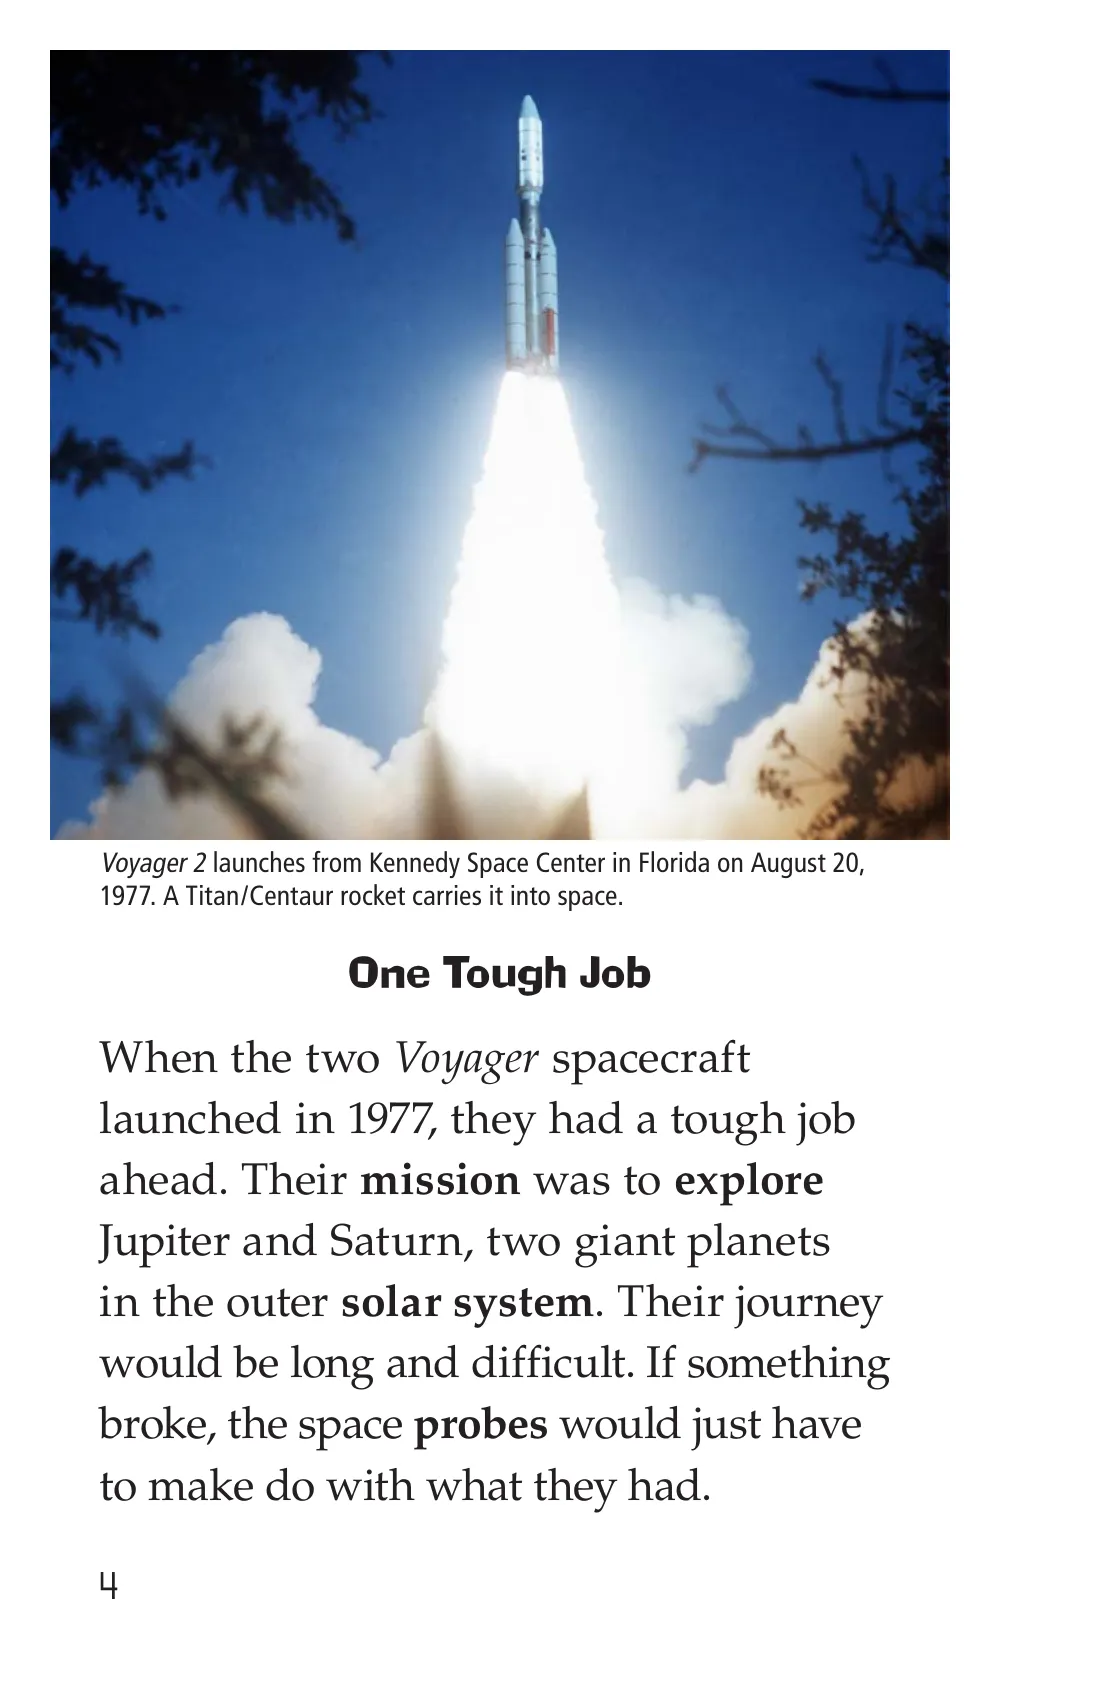 Voyager 2 launches from Kennedy Space Center in Florida on August 20,
1977. A Titan/Centaur rocket carries it into space.
One Tough Job
When the two Voyager spacecraft
launched in 1977, they had a tough job
ahead. Their mission was to explore
Jupiter and Saturn, two giant planets
in the outer solar system. Their journey
would be long and difficult. If something
broke, the space probes would just have
to make do with what they had.
4